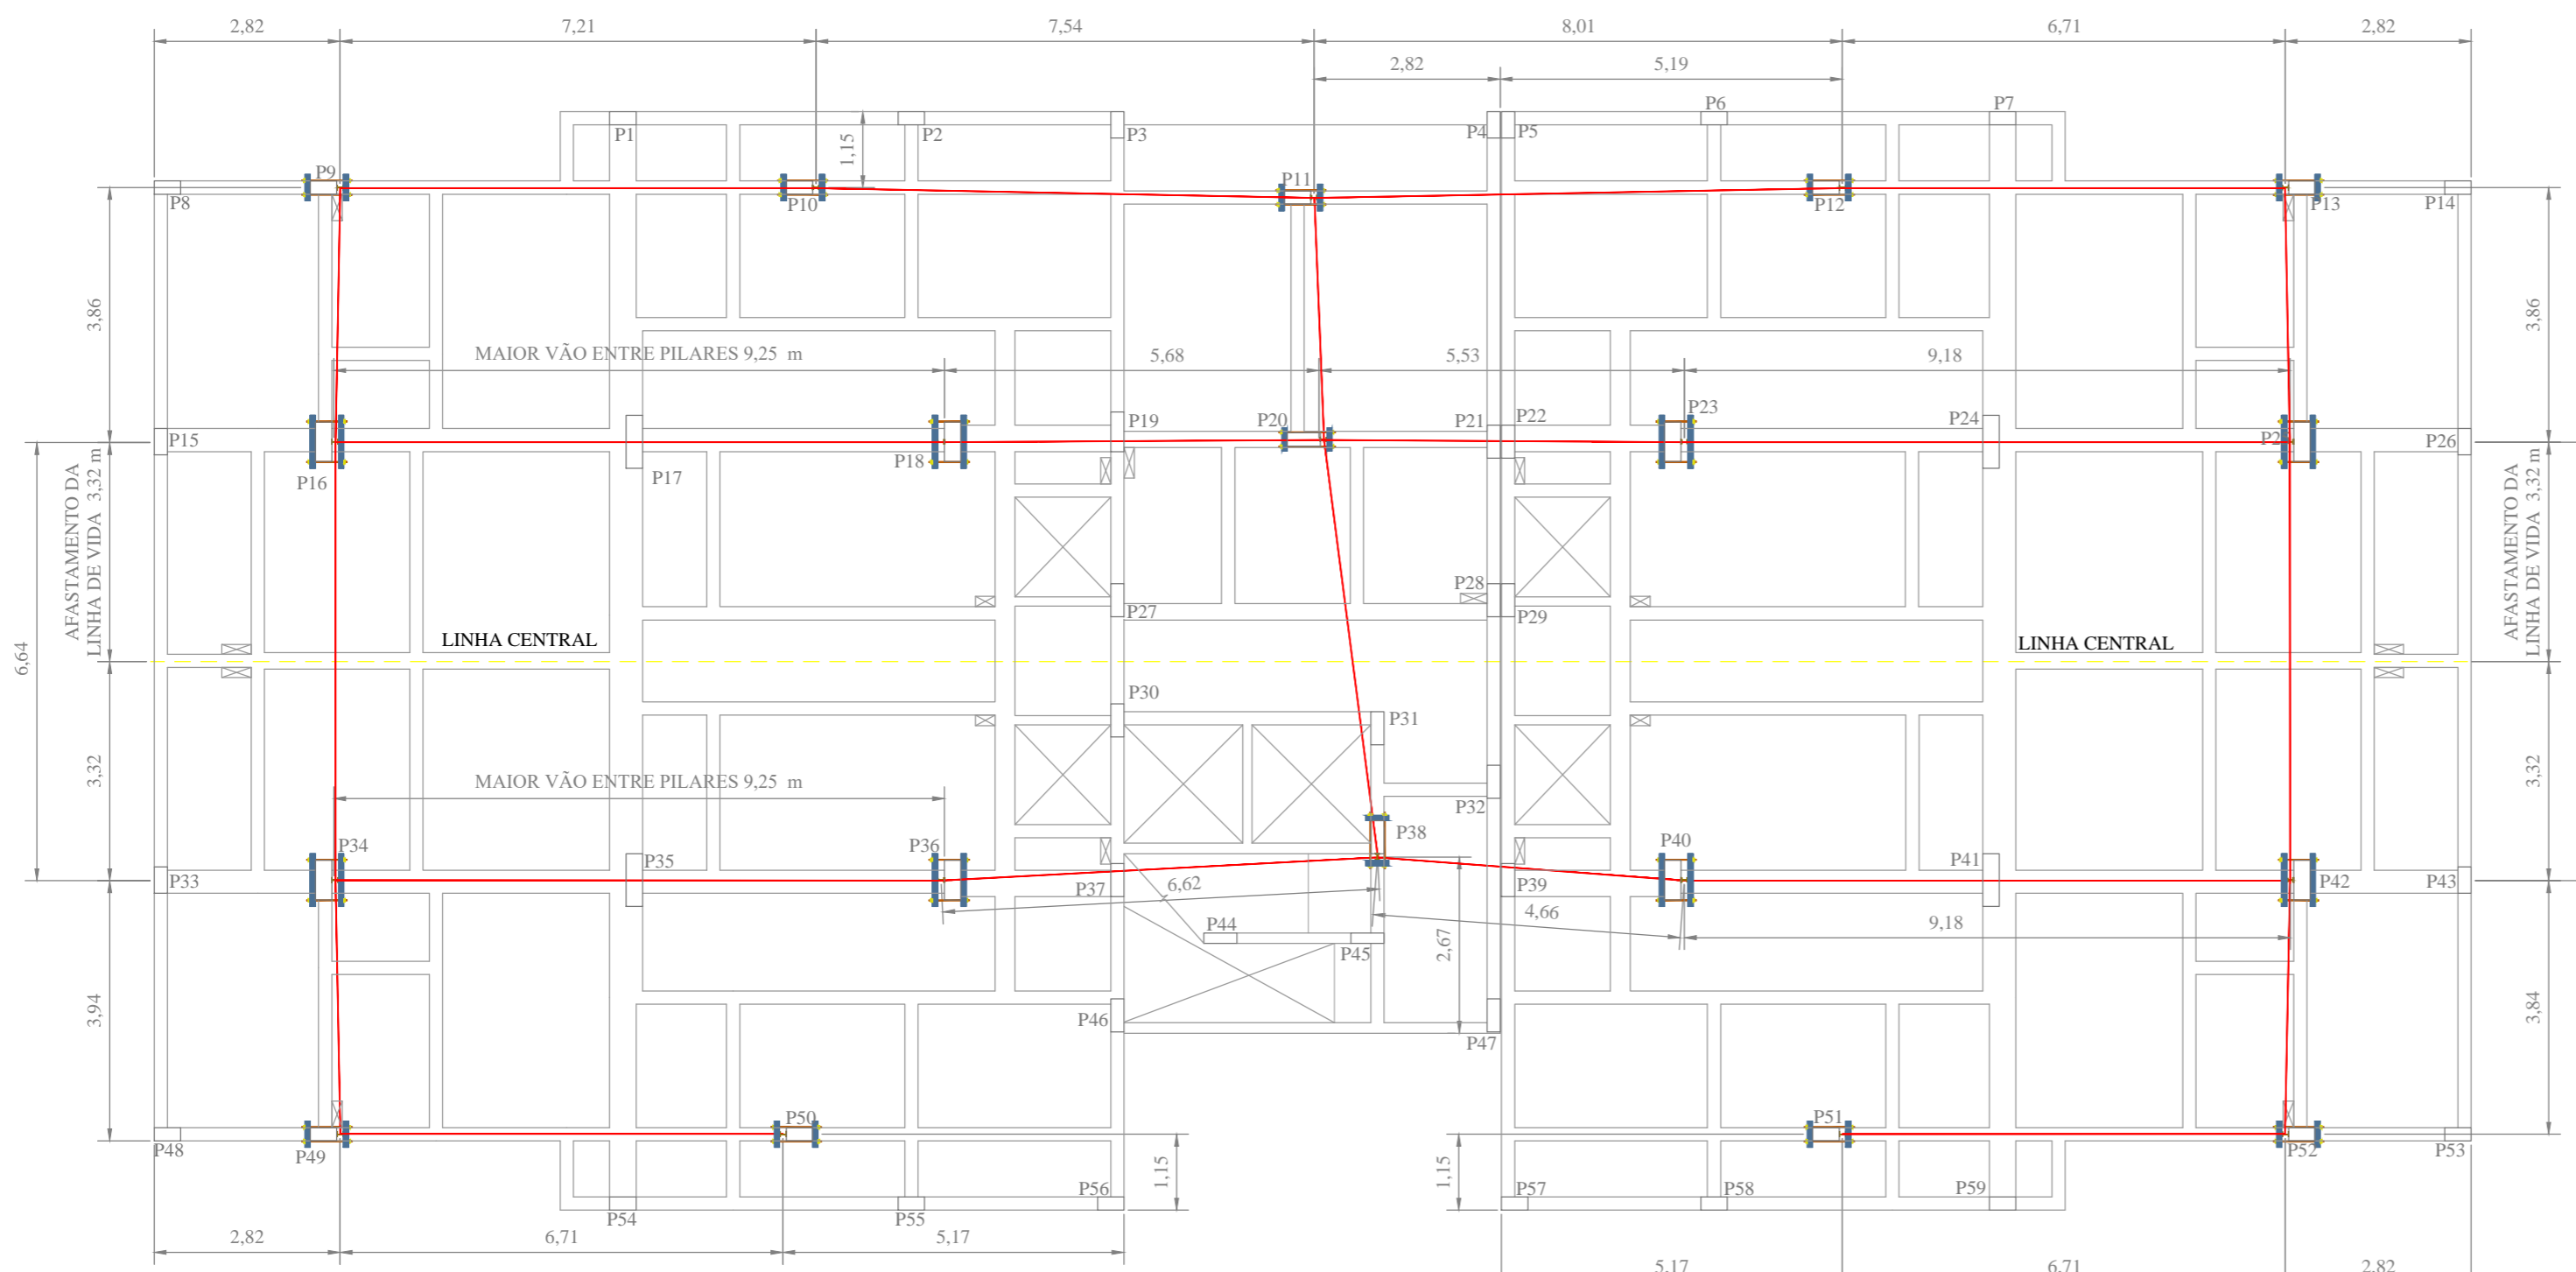 2,82 7,21 7,54 8,01 6,71 2,82
2,82 5,19
P1 P2 P3 P4 P5 P6 P7
1,15
P8 P9 P10 P11 P12 P13 P14
3,86 3,86
MAIOR VÃO ENTRE PILARES 9,25 m 5,68 5,53 9,18
P15 P16 P17 P18 P19 P20 P21 P22 P23 P24 P26
AFASTAMENTO DA
LINHA DE VIDA 3,32 m
AFASTAMENTO DA
LINHA DE VIDA 3,32 m
6,64
P27 P28 P29
LINHA CENTRAL LINHA CENTRAL
P30 P31
3,32 3,32
MAIOR VÃO ENTRE PILARES 9,25 m
P32
P33 P34 P35 P36 P37 P38 P39 P40 P41 P42 P43
6,62 4,66 9,18
P44 P45 2,67
3,94 3,84
P46 P47
P48 P49 P50 P51 P52 P53
1,15 1,15
P54 P55 P56 P57 P58 P59
2,82 6,71 5,17
5,17 6,71 2,82